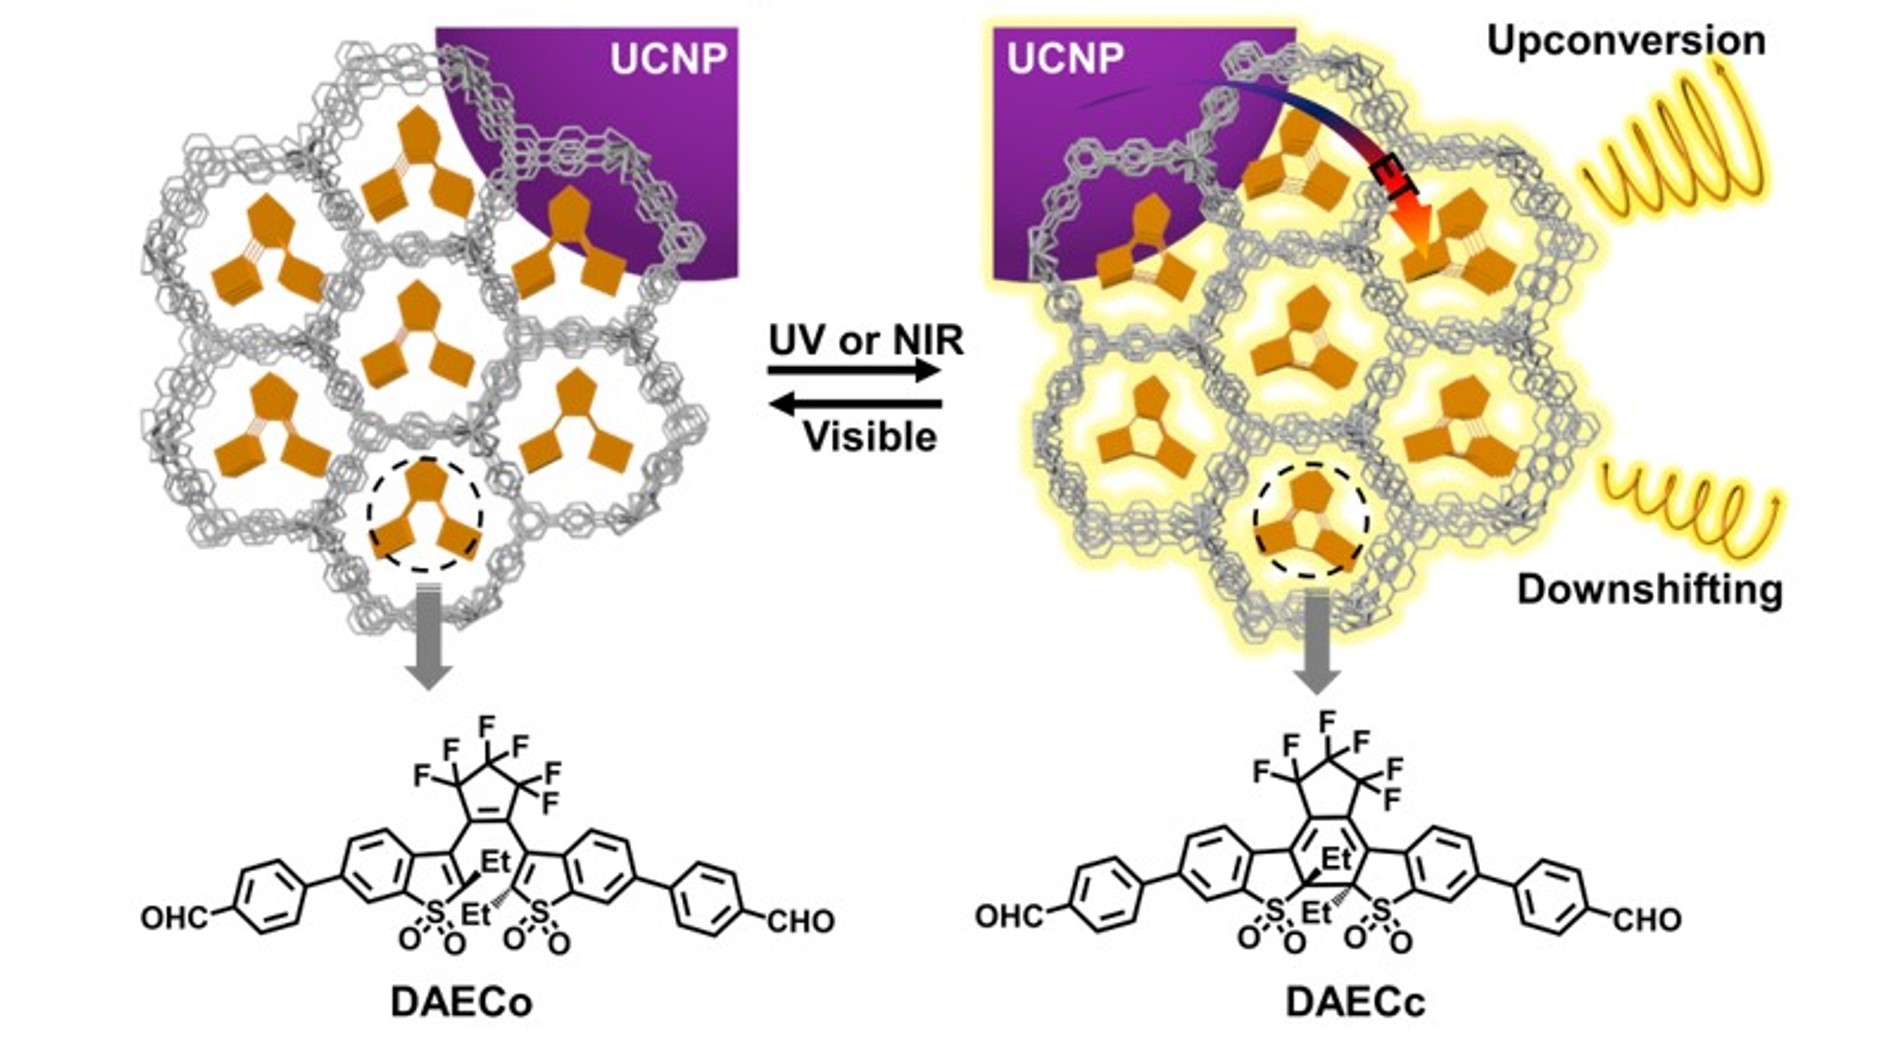 UCNP
UCNP
Upconversion
ET
UV or NIR
Visible
Downshifting
F
F F
F F
F
Et
Et
S S
O O O O
OHC CHO
DAECo
F
F F
F F
F
Et
Et
S S
O O O O
OHC CHO
DAECc